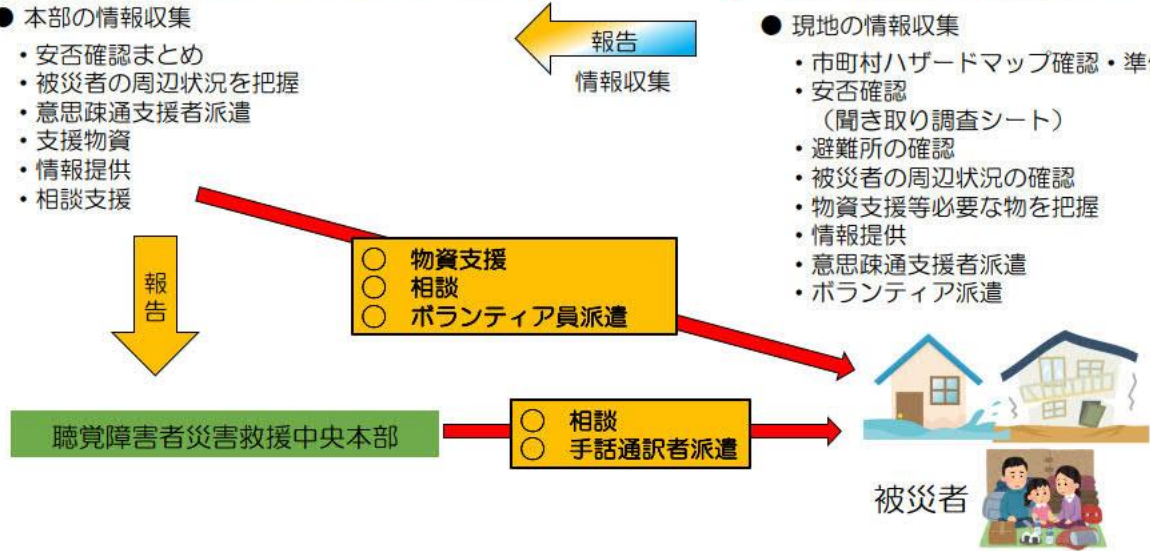 ● 本部の情報収集
・安否確認まとめ
・被災者の周辺状況を把握
・意思疎通支援者派遣
・支援物資
・情報提供
・相談支援
報告
情報収集
● 現地の情報収集
・市町村ハザードマップ確認・準
・安否確認
（聞き取り調査シート）
・避難所の確認
・被災者の周辺状況の確認
・物資支援等必要な物を把握
・情報提供
・意思疎通支援者派遣
・ボランティア派遣
報告
○ 物資支援
○ 相談
○ ボランティア員派遣
聴覚障害者災害救援中央本部
○ 相談
○ 手話通訳者派遣
被災者